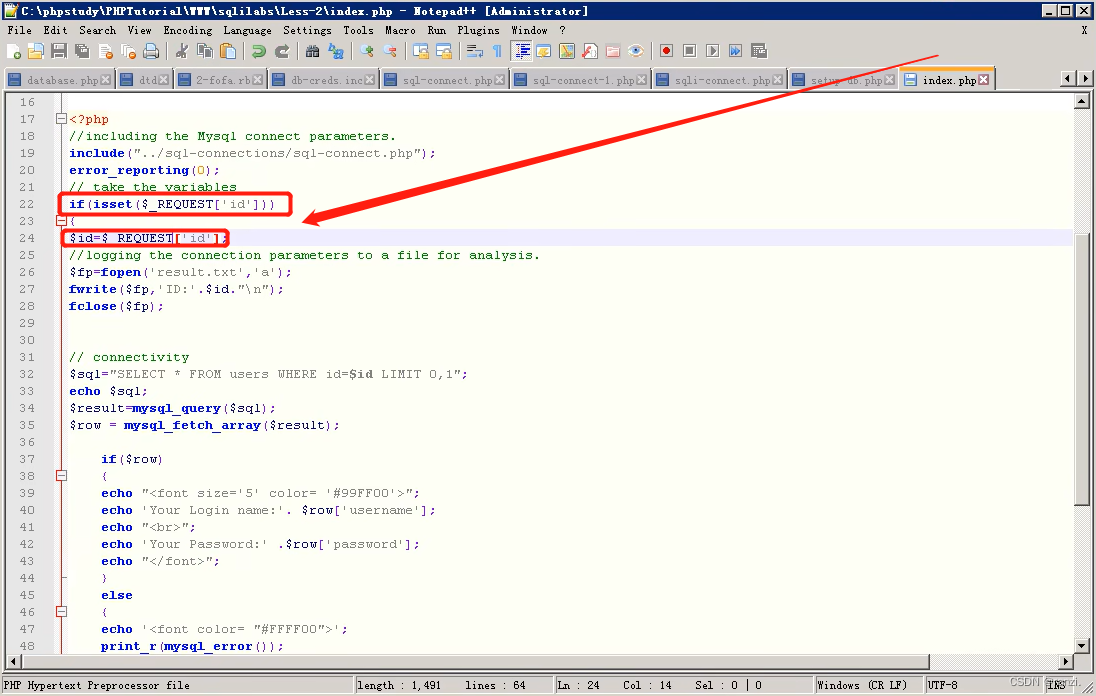 C:\phpstudy\PHPTutorial\WWW\sqlilabs\Less-2\index.php - Notepad++ [Administrator]
File Edit Search View Encoding Language Settings Tools Macro Run Plugins Window ? X
database.php dtd 2-fofa.rb db-creds.inc sql-connect.php sql-connect-1.php sqli-connect.php setup-db.php index.php
16
17 <?php
18 //including the Mysql connect parameters.
19 include("../sql-connections/sql-connect.php");
20 error_reporting(0);
21 // take the variables
22 if(isset($_REQUEST['id']))
23 {
24 $id=$_REQUEST['id'];
25 //logging the connection parameters to a file for analysis.
26 $fp=fopen('result.txt','a');
27 fwrite($fp,'ID:'.$id."\n");
28 fclose($fp);
29
30
31 // connectivity
32 $sql="SELECT * FROM users WHERE id=$id LIMIT 0,1";
33 echo $sql;
34 $result=mysql_query($sql);
35 $row = mysql_fetch_array($result);
36
37 if($row)
38 {
39 echo "<font size='5' color= '#99FF00'>";
40 echo 'Your Login name:'. $row['username'];
41 echo "<br>";
42 echo 'Your Password:' .$row['password'];
43 echo "</font>";
44 }
45 else
46 {
47 echo '<font color= "#FFFF00">';
48 print_r(mysql_error());
PHP Hypertext Preprocessor file length : 1,491 lines : 64 Ln : 24 Col : 14 Sel : 0 | 0 Windows (CR LF) UTF-8 INS